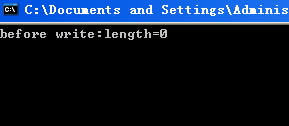 C:\Documents and Settings\Adminis
before write:length=0